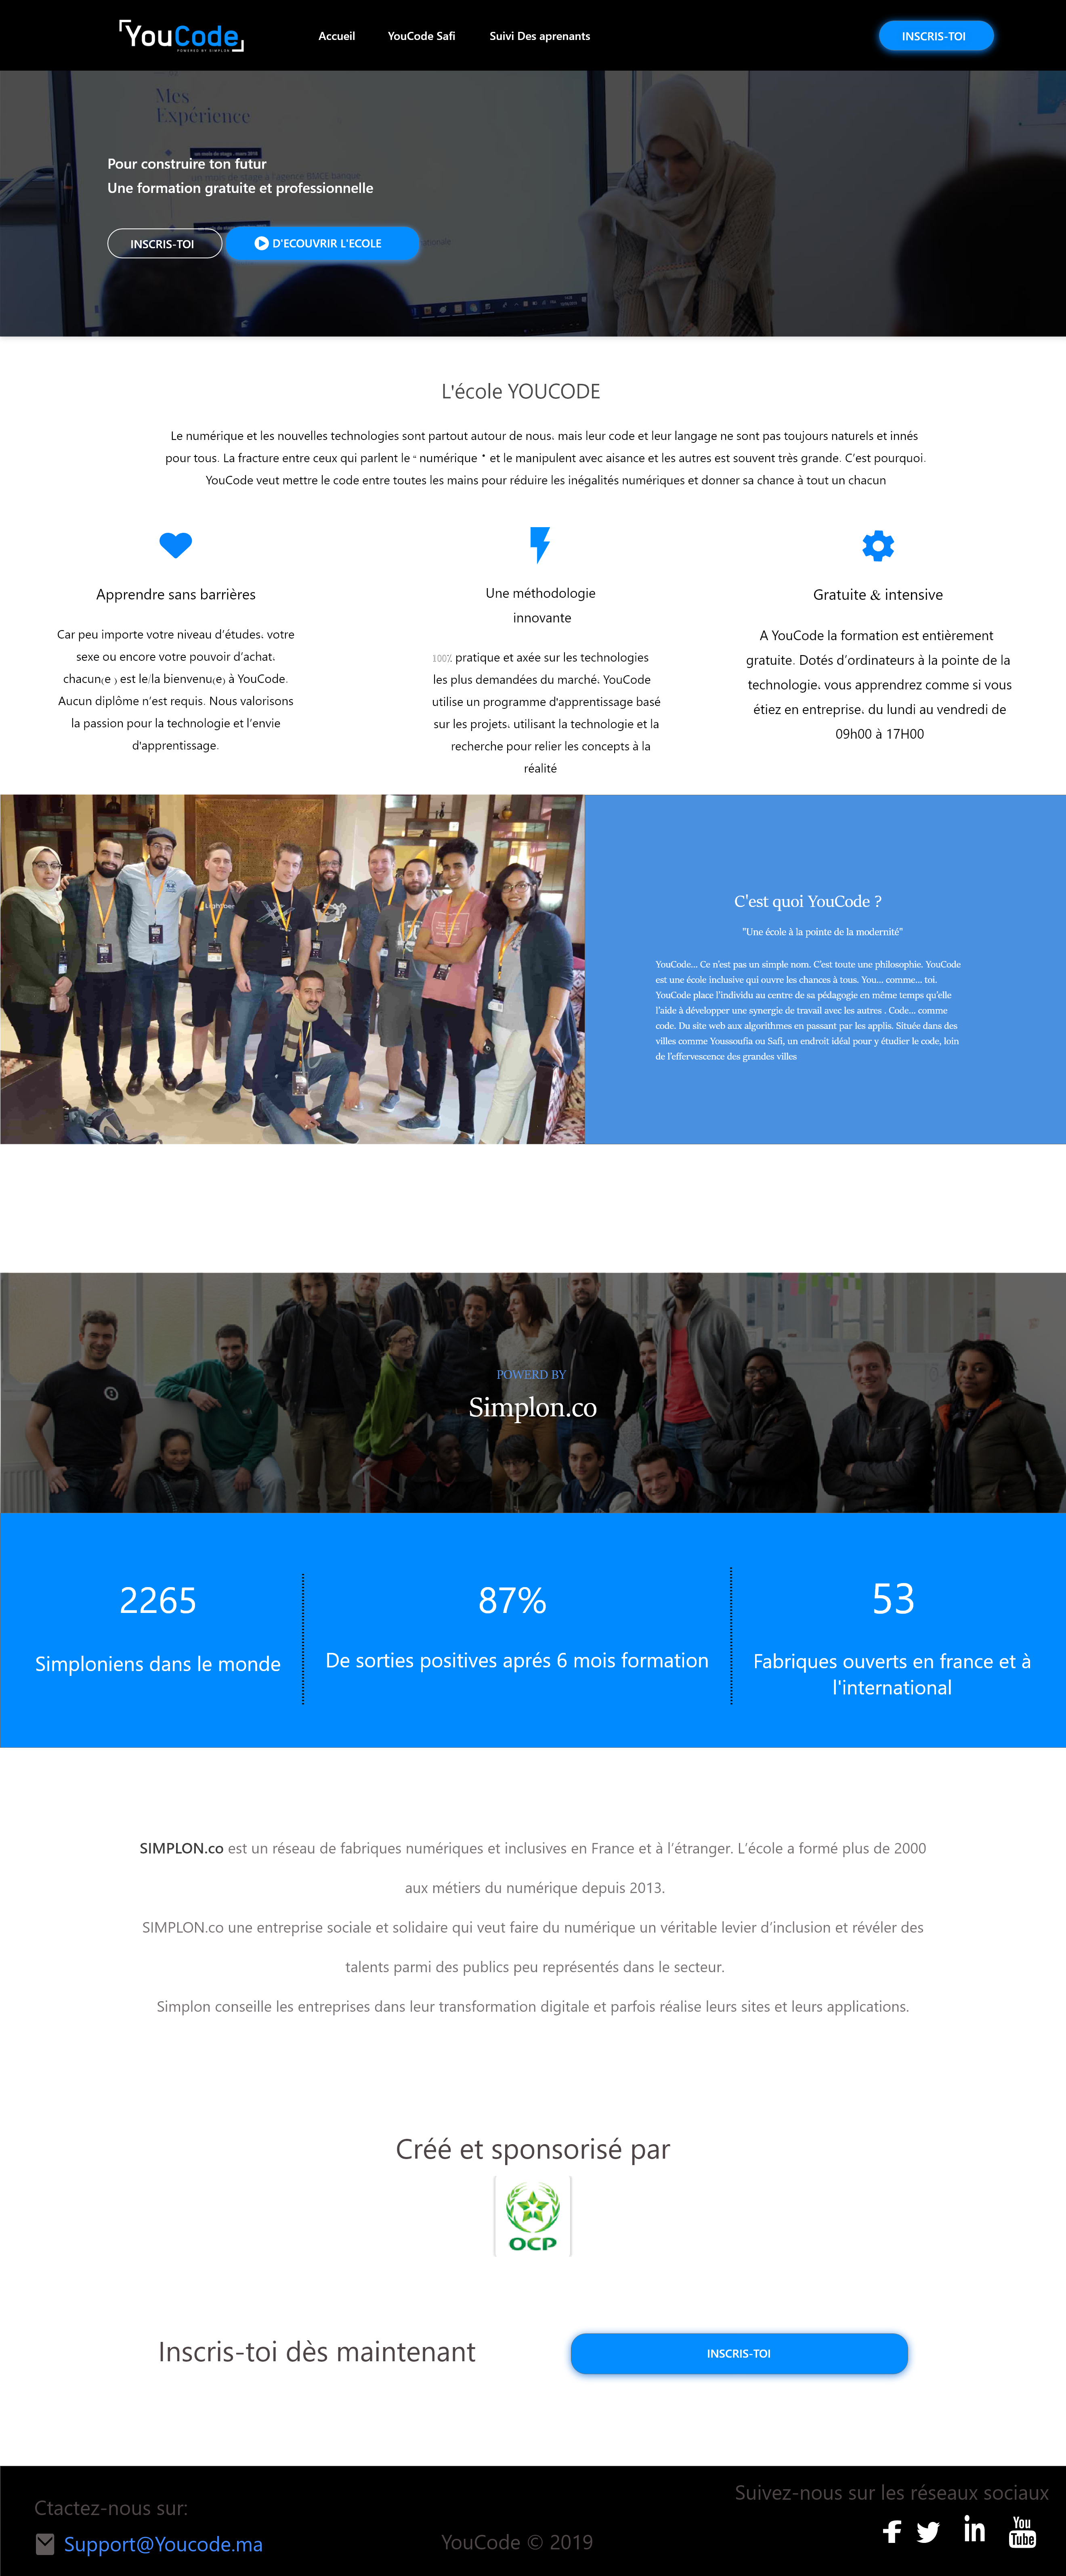 YouCode
POWERED BY SIMPLON
Accueil
YouCode Safi
Suivi Des aprenants
INSCRIS-TOI
Mes
Expérience
un mois de stage à l'agence BMCE banque
Pour construire ton futur
Une formation gratuite et professionnelle
INSCRIS-TOI
D'ECOUVRIR L'ECOLE
L'école YOUCODE
Le numérique et les nouvelles technologies sont partout autour de nous، mais leur code et leur langage ne sont pas toujours naturels et innés
pour tous. La fracture entre ceux qui parlent le “ numérique " et le manipulent avec aisance et les autres est souvent très grande. C’est pourquoi.
YouCode veut mettre le code entre toutes les mains pour réduire les inégalités numériques et donner sa chance à tout un chacun
Apprendre sans barrières
Car peu importe votre niveau d’études، votre
sexe ou encore votre pouvoir d’achat،
chacun(e ) est le/la bienvenu(e) à YouCode.
Aucun diplôme n’est requis. Nous valorisons
la passion pour la technologie et l’envie
d'apprentissage.
Une méthodologie
innovante
100٪ pratique et axée sur les technologies
les plus demandées du marché، YouCode
utilise un programme d'apprentissage basé
sur les projets، utilisant la technologie et la
recherche pour relier les concepts à la
réalité
Gratuite & intensive
A YouCode la formation est entièrement
gratuite. Dotés d’ordinateurs à la pointe de la
technologie، vous apprendrez comme si vous
étiez en entreprise، du lundi au vendredi de
09h00 à 17H00
C'est quoi YouCode ?
"Une école à la pointe de la modernité"
YouCode... Ce n’est pas un simple nom. C’est toute une philosophie. YouCode
est une école inclusive qui ouvre les chances à tous. You... comme... toi.
YouCode place l’individu au centre de sa pédagogie en même temps qu’elle
l’aide à développer une synergie de travail avec les autres . Code... comme
code. Du site web aux algorithmes en passant par les applis. Située dans des
villes comme Youssoufia ou Safi, un endroit idéal pour y étudier le code, loin
de l’effervescence des grandes villes
POWERD BY
Simplon.co
2265
Simploniens dans le monde
87%
De sorties positives aprés 6 mois formation
53
Fabriques ouverts en france et à
l'international
SIMPLON.co est un réseau de fabriques numériques et inclusives en France et à l’étranger. L’école a formé plus de 2000
aux métiers du numérique depuis 2013.
SIMPLON.co une entreprise sociale et solidaire qui veut faire du numérique un véritable levier d’inclusion et révéler des
talents parmi des publics peu représentés dans le secteur.
Simplon conseille les entreprises dans leur transformation digitale et parfois réalise leurs sites et leurs applications.
Créé et sponsorisé par
OCP
Inscris-toi dès maintenant
INSCRIS-TOI
Ctactez-nous sur:
Support@Youcode.ma
YouCode © 2019
Suivez-nous sur les réseaux sociaux
in
You
Tube